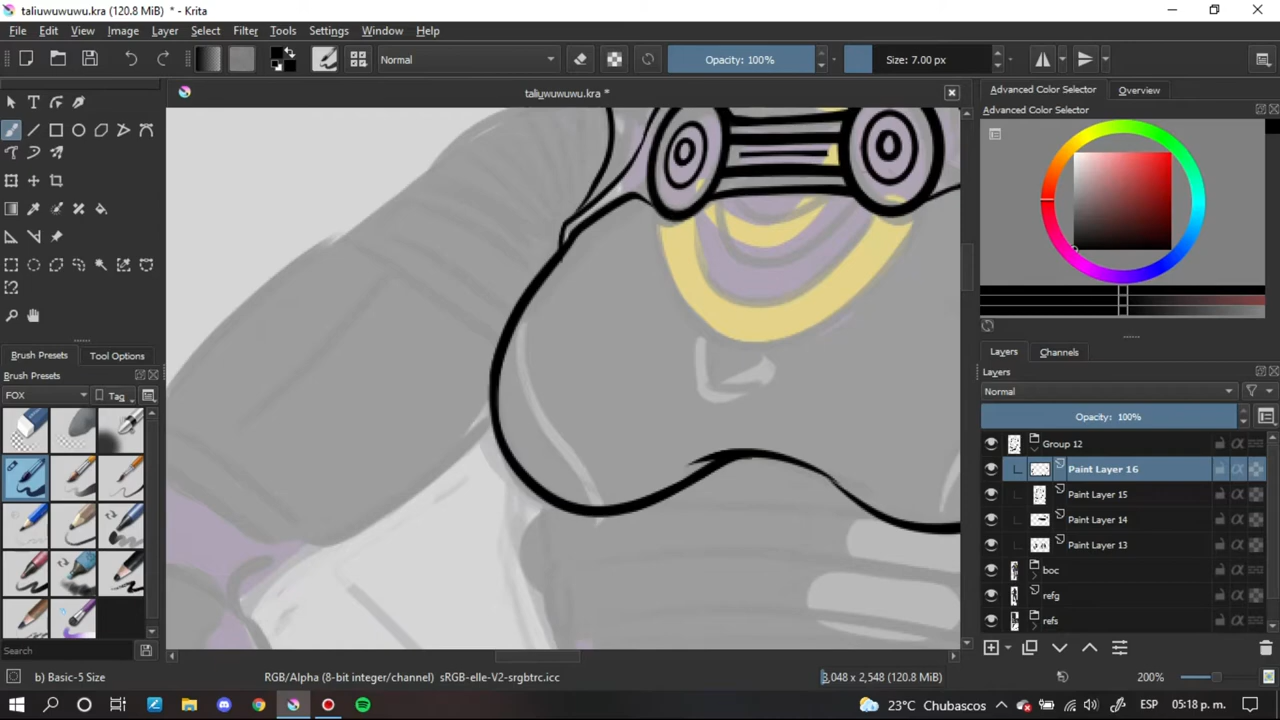 taliuwuwuwu.kra (120.8 MiB) * - Krita
File Edit View Image Layer Select Filter Tools Settings Window Help
Normal
Opacity: 100%
Size: 7.00 px
taliuwuwuwu.kra *
Advanced Color Selector
Overview
Advanced Color Selector
Brush Presets
Tool Options
Brush Presets
FOX
Tag
Search
Layers
Channels
Layers
Normal
Opacity: 100%
Group 12
Paint Layer 16
Paint Layer 15
Paint Layer 14
Paint Layer 13
boc
refg
refs
b) Basic-5 Size
RGB/Alpha (8-bit integer/channel) sRGB-elle-V2-srgbtrc.icc
3,048 x 2,548 (120.8 MiB)
200%
23°C Chubascos
ESP
05:18 p. m.